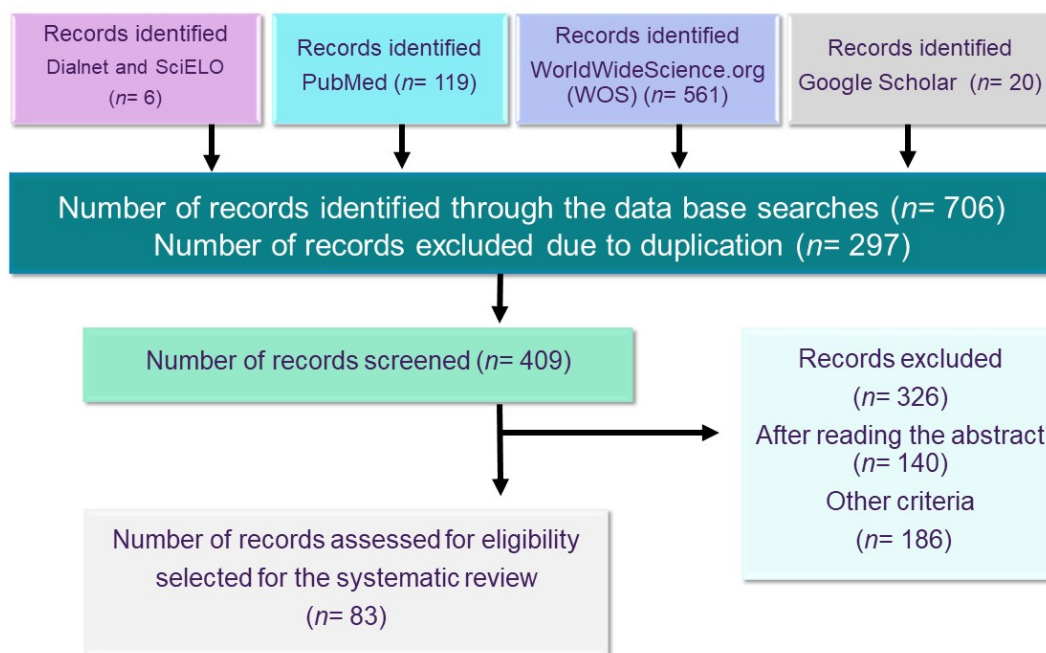 Records identified
Dialnet and SciELO
(n= 6)
Records identified
PubMed (n= 119)
Records identified
WorldWideScience.org
(WOS) (n= 561)
Records identified
Google Scholar (n= 20)
Number of records identified through the data base searches (n= 706)
Number of records excluded due to duplication (n= 297)
Number of records screened (n= 409)
Records excluded
(n= 326)
After reading the abstract
(n= 140)
Other criteria
(n= 186)
Number of records assessed for eligibility
selected for the systematic review
(n= 83)